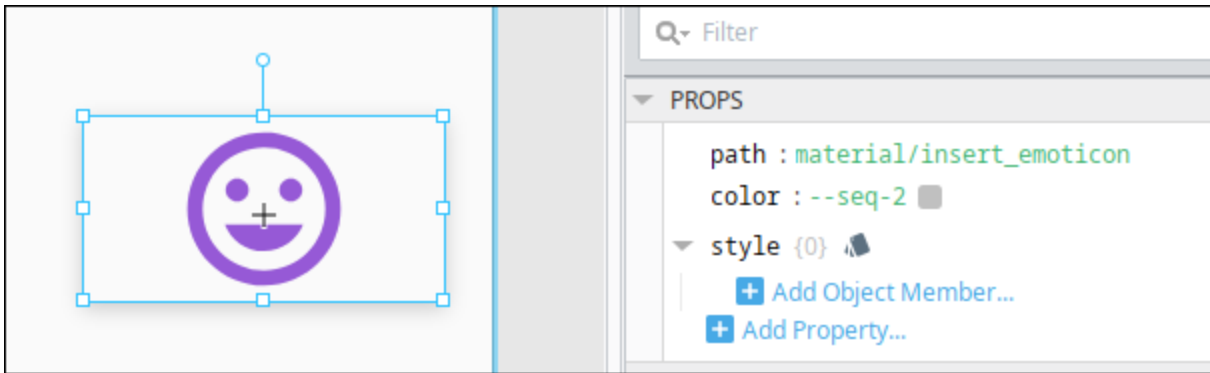 Filter
PROPS
path : material/insert_emoticon
color : --seq-2
style {0}
Add Object Member...
Add Property...